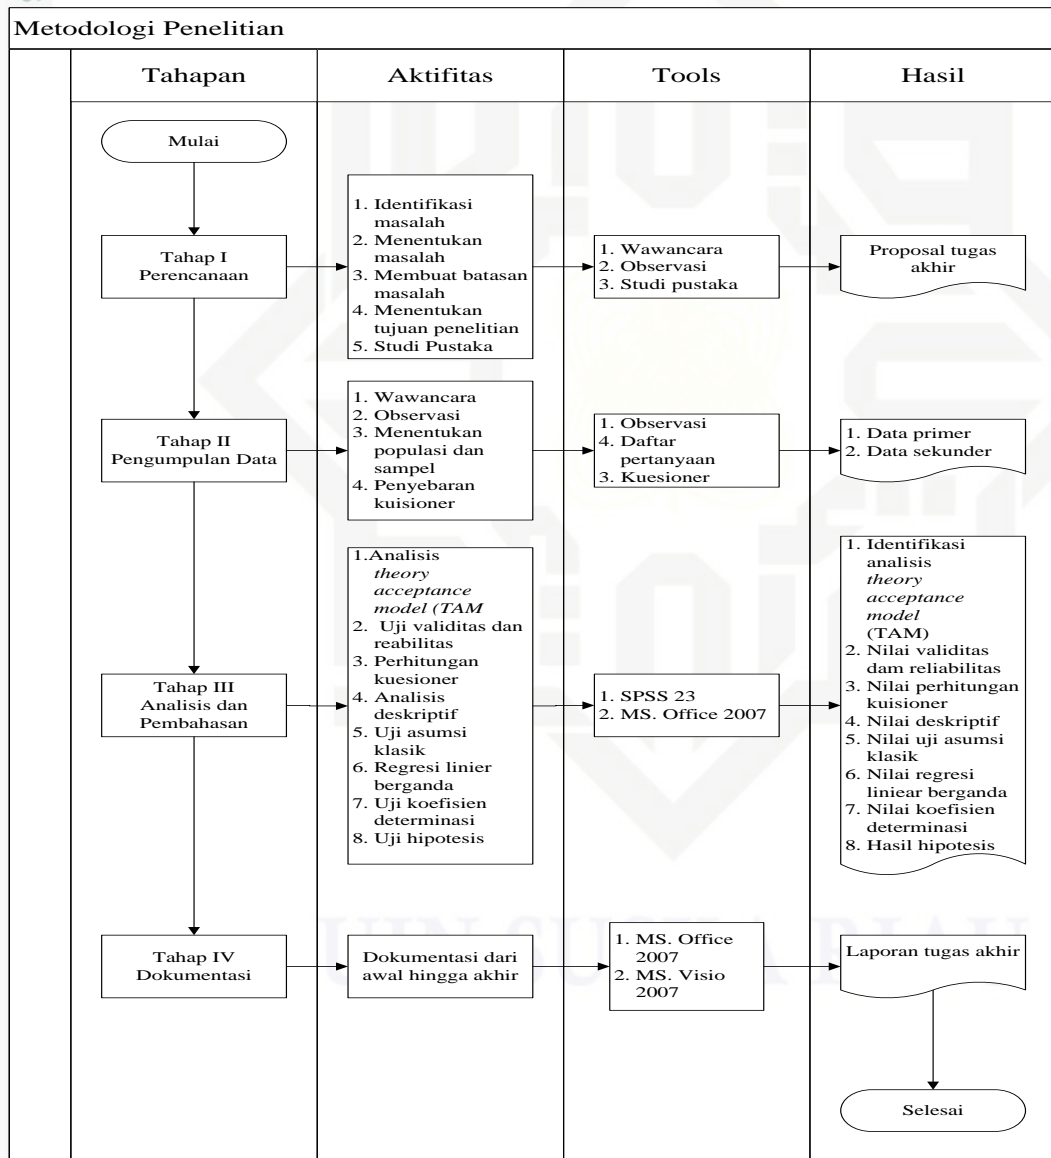 Metodologi Penelitian
Tahapan
Aktifitas
Tools
Hasil
Mulai
Tahap I
Perencanaan
1. Identifikasi
masalah
2. Menentukan
masalah
3. Membuat batasan
masalah
4. Menentukan
tujuan penelitian
5. Studi Pustaka
1. Wawancara
2. Observasi
3. Studi pustaka
Proposal tugas
akhir
Tahap II
Pengumpulan Data
1. Wawancara
2. Observasi
3. Menentukan
populasi dan
sampel
4. Penyebaran
kuisioner
1. Observasi
4. Daftar
pertanyaan
3. Kuesioner
1. Data primer
2. Data sekunder
Tahap III
Analisis dan
Pembahasan
1.Analisis
theory
acceptance
model (TAM
2. Uji validitas dan
reabilitas
3. Perhitungan
kuesioner
4. Analisis
deskriptif
5. Uji asumsi
klasik
6. Regresi linier
berganda
7. Uji koefisien
determinasi
8. Uji hipotesis
1. SPSS 23
2. MS. Office 2007
1. Identifikasi
analisis
theory
acceptance
model
(TAM)
2. Nilai validitas
dam reliabilitas
3. Nilai perhitungan
kuisioner
4. Nilai deskriptif
5. Nilai uji asumsi
klasik
6. Nilai regresi
liniear berganda
7. Nilai koefisien
determinasi
8. Hasil hipotesis
Tahap IV
Dokumentasi
Dokumentasi dari
awal hingga akhir
1. MS. Office
2007
2. MS. Visio
2007
Laporan tugas akhir
Selesai
UIN SUSKA RIAU